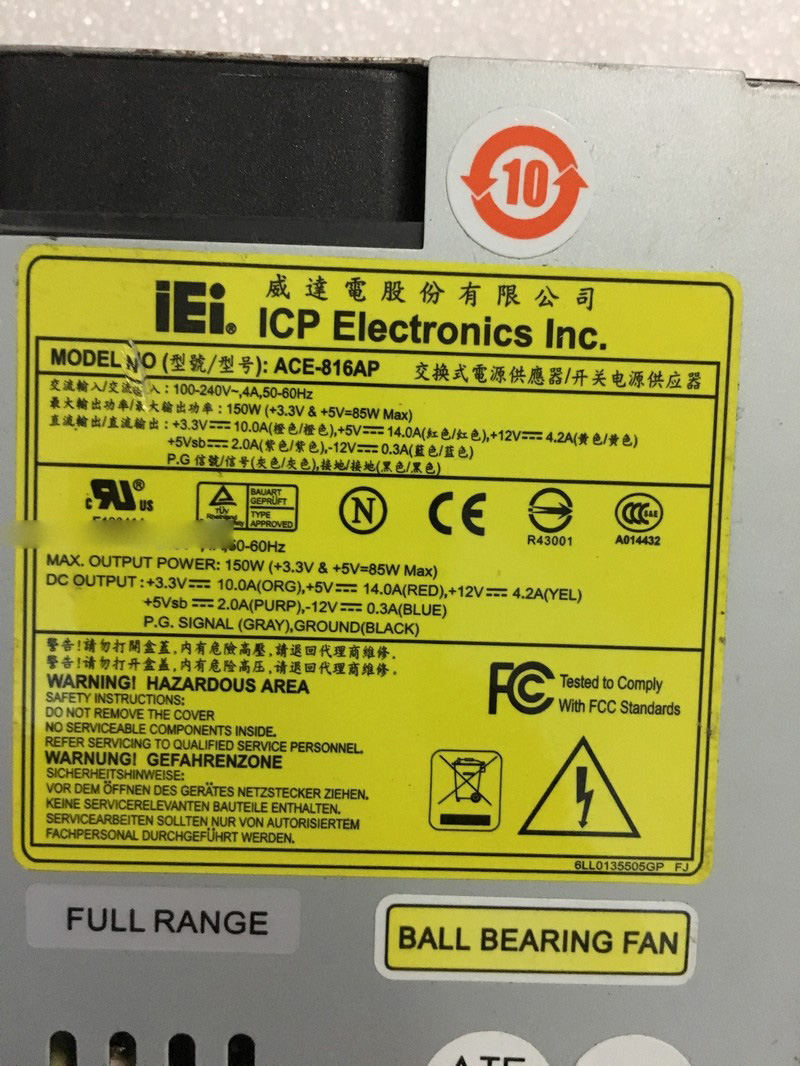 10
iEi® 威達電股份有限公司
ICP Electronics Inc.
MODEL NO (型號/型号): ACE-816AP 交换式電源供應器/开关电源供应器
交流輸入/交流输入：100-240V~,4A,50-60Hz
最大輸出功率/最大输出功率：150W (+3.3V & +5V=85W Max)
直流輸出/直流输出：+3.3V⎓ 10.0A(橙色/橙色),+5V⎓ 14.0A(紅色/红色),+12V⎓ 4.2A(黄色/黄色)
+5Vsb⎓ 2.0A(紫色/紫色),-12V⎓ 0.3A(藍色/蓝色)
P.G 信號/信号(灰色/灰色),接地/接地(黑色/黑色)
c RU® US
TÜV BAUART GEPRÜFT
TYPE APPROVED
N
CE
R43001
CCC S&E
A014432
50-60Hz
MAX. OUTPUT POWER: 150W (+3.3V & +5V=85W Max)
DC OUTPUT :+3.3V⎓ 10.0A(ORG),+5V⎓ 14.0A(RED),+12V⎓ 4.2A(YEL)
+5Vsb⎓ 2.0A(PURP),-12V⎓ 0.3A(BLUE)
P.G. SIGNAL (GRAY),GROUND(BLACK)
警告!請勿打開盒蓋,内有危險高壓,請退回代理商維修.
警告!请勿打开盒盖,内有危险高压,请退回代理商维修.
WARNING! HAZARDOUS AREA
SAFETY INSTRUCTIONS:
DO NOT REMOVE THE COVER
NO SERVICEABLE COMPONENTS INSIDE.
REFER SERVICING TO QUALIFIED SERVICE PERSONNEL.
WARNUNG! GEFAHRENZONE
SICHERHEITSHINWEISE:
VOR DEM ÖFFNEN DES GERÄTES NETZSTECKER ZIEHEN.
KEINE SERVICERELEVANTEN BAUTEILE ENTHALTEN.
SERVICEARBEITEN SOLLTEN NUR VON AUTORISIERTEM
FACHPERSONAL DURCHGEFÜHRT WERDEN.
FC Tested to Comply
With FCC Standards
6LL0135505GP FJ
FULL RANGE
BALL BEARING FAN